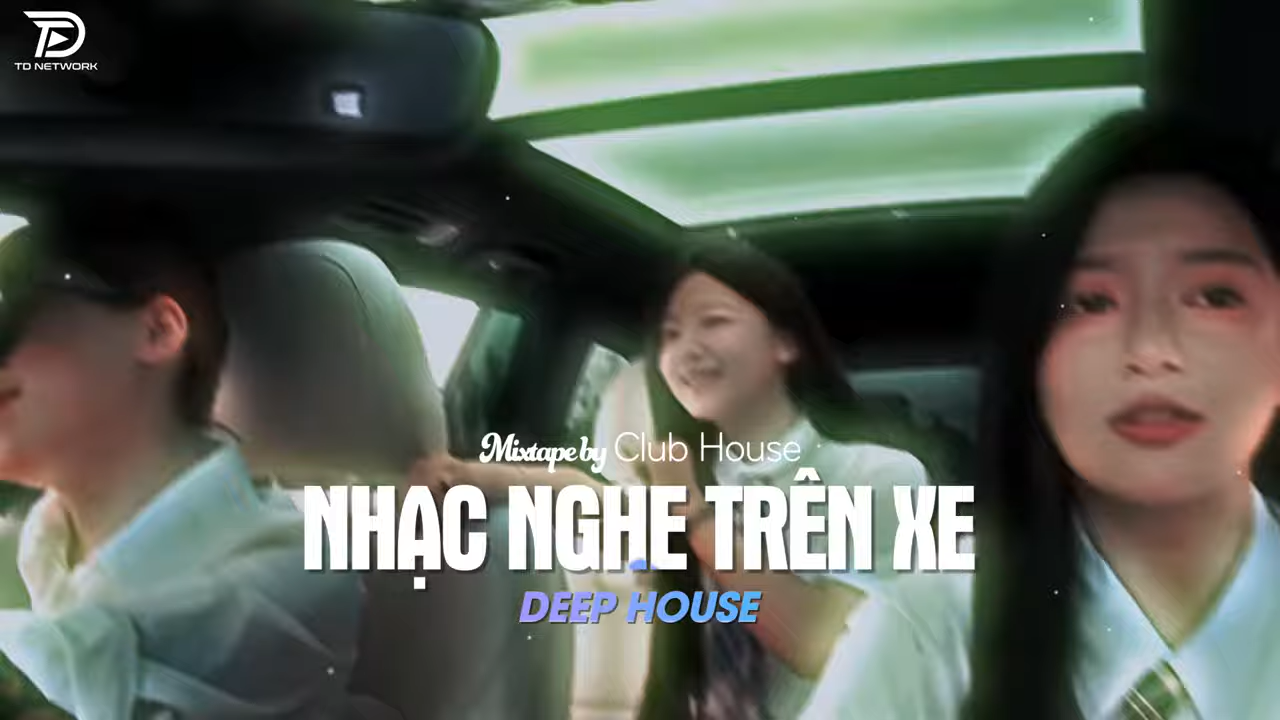 TD NETWORK
Mixtape by Club House
NHẠC NGHE TRÊN XE
DEEP HOUSE